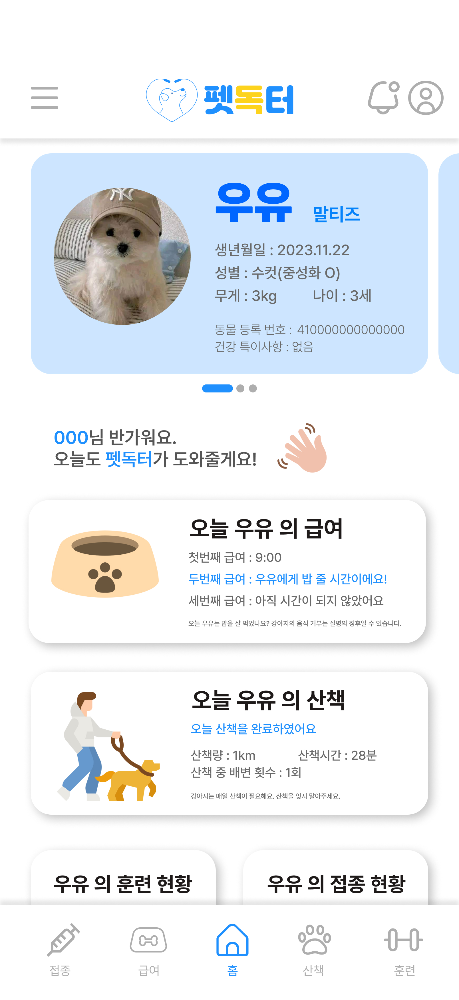 펫독터
NY
우유 말티즈
생년월일 : 2023.11.22
성별 : 수컷(중성화 O)
무게 : 3kg 나이 : 3세
동물 등록 번호 : 410000000000000
건강 특이사항 : 없음
OOO님 반가워요.
오늘도 펫독터가 도와줄게요!
오늘 우유 의 급여
첫번째 급여 : 9:00
두번째 급여 : 우유에게 밥 줄 시간이에요!
세번째 급여 : 아직 시간이 되지 않았어요
오늘 우유는 밥을 잘 먹었나요? 강아지의 음식 거부는 질병의 징후일 수 있습니다.
오늘 우유 의 산책
오늘 산책을 완료하였어요
산책량 : 1km 산책시간 : 28분
산책 중 배변 횟수 : 1회
강아지는 매일 산책이 필요해요. 산책을 잊지 말아주세요.
우유 의 훈련 현황 우유 의 접종 현황
접종 급여 홈 산책 훈련